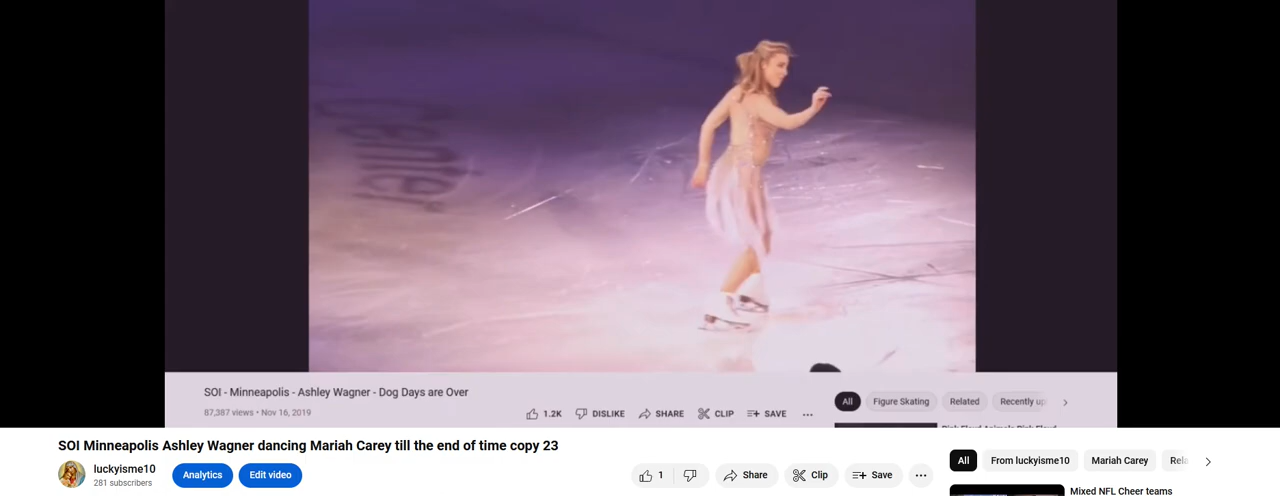 SOI - Minneapolis - Ashley Wagner - Dog Days are Over
87,387 views • Nov 16, 2019
1.2K DISLIKE SHARE CLIP SAVE ...
All Figure Skating Related Recently up
SOI Minneapolis Ashley Wagner dancing Mariah Carey till the end of time copy 23
luckyisme10
281 subscribers
Analytics Edit video
1 Share Clip Save ...
All From luckyisme10 Mariah Carey Rela
Mixed NFL Cheer teams